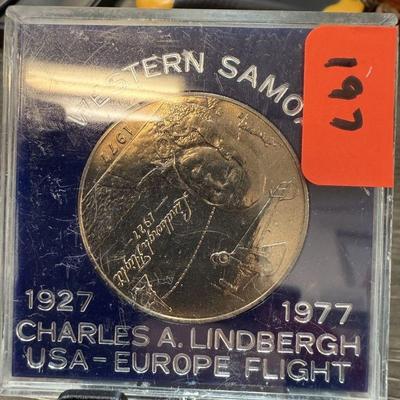 WESTERN SAMO
197
1977
Lindbergh's Flight
1927
1927 1977
CHARLES A. LINDBERGH
USA-EUROPE FLIGHT